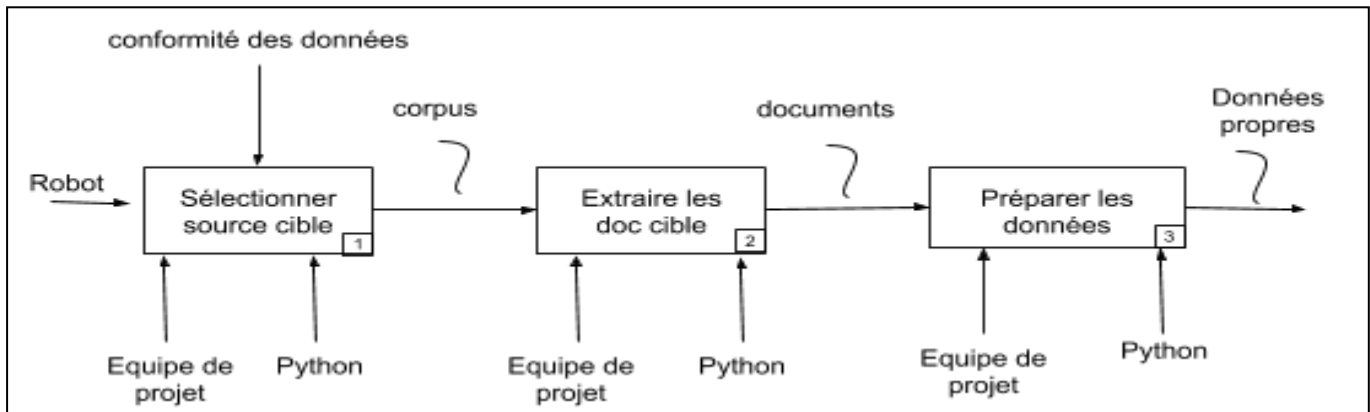 conformité des données
corpus
documents
Données
propres
Robot
Sélectionner
source cible
1
Extraire les
doc cible
2
Préparer les
données
3
Equipe de
projet
Python
Equipe de
projet
Python
Equipe de
projet
Python